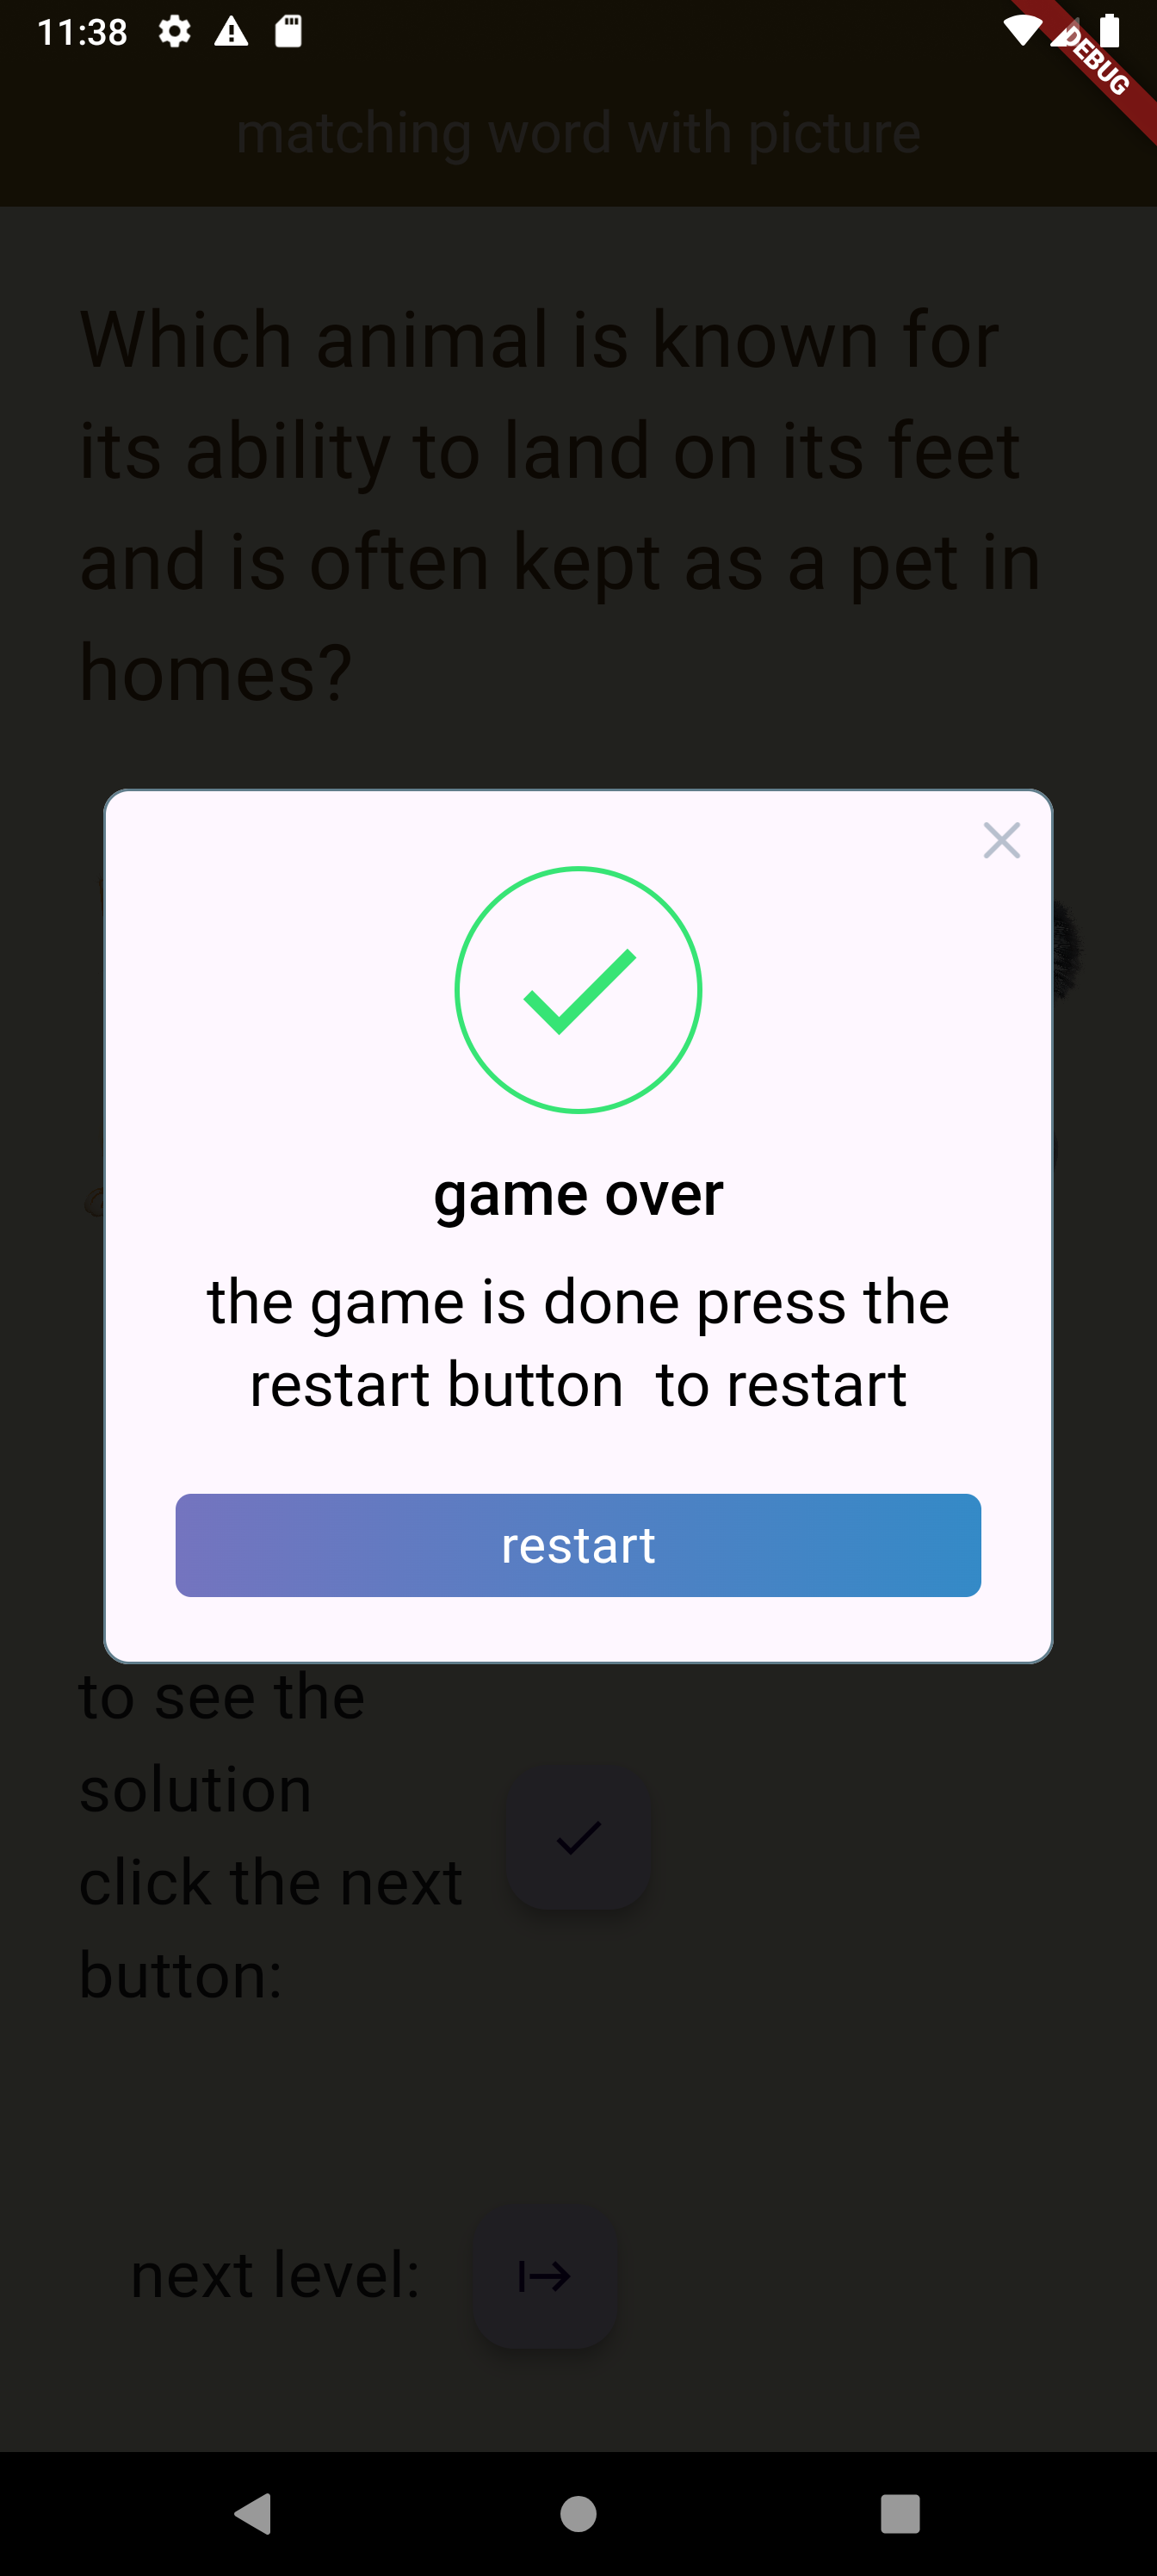 11:38
DEBUG
matching word with picture
Which animal is known for
its ability to land on its feet
and is often kept as a pet in
homes?
game over
the game is done press the
restart button  to restart
restart
to see the
solution
click the next
button:
next level: